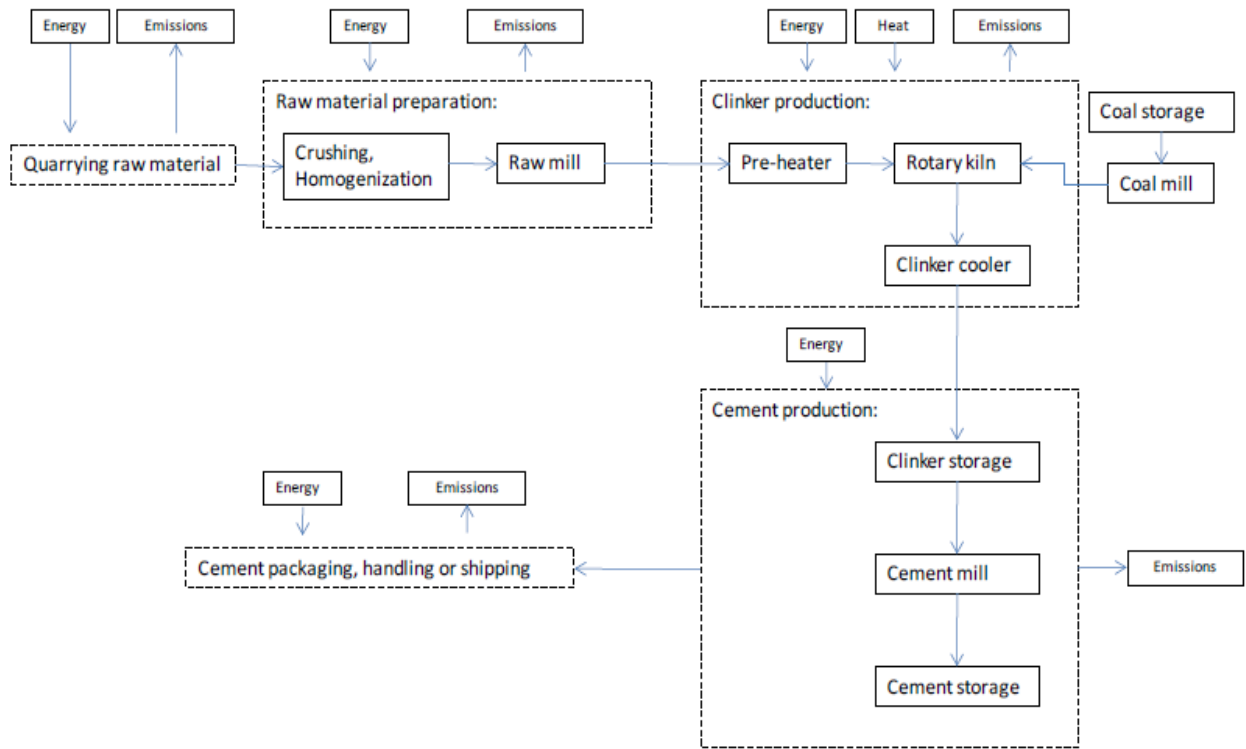 Energy
Emissions
Energy
Emissions
Energy
Heat
Emissions
Raw material preparation:
Clinker production:
Coal storage
Quarrying raw material
Crushing,
Homogenization
Raw mill
Pre-heater
Rotary kiln
Coal mill
Clinker cooler
Energy
Cement production:
Clinker storage
Energy
Emissions
Cement packaging, handling or shipping
Cement mill
Emissions
Cement storage